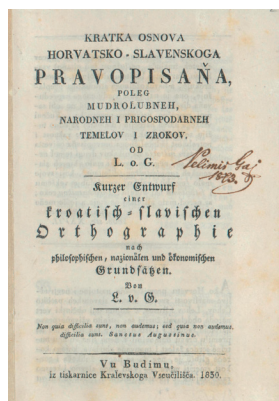 KRATKA OSNOVA
HORVATSKO-SLAVENSKOGA
PRAVOPISAŇA,
POLEG
MUDROLUBNEH,
NARODNEH I PRIGOSPODARNEH
TEMELOV I ZROKOV.
OD
L. o. G.
Kurzer Entwurf
einer
kroatisch-slavischen
Orthographie
nach
philosophischen, nazionälen und ökonomischen
Grundsätzen.
Von
L. v. G.
Non quia difficilia sunt, non audemus; sed quia non audemus,
difficilia sunt. Sanctus Augustinus.
Vu Budimu,
iz tiskarnice Kralevskoga Vseučilišča. 1830.